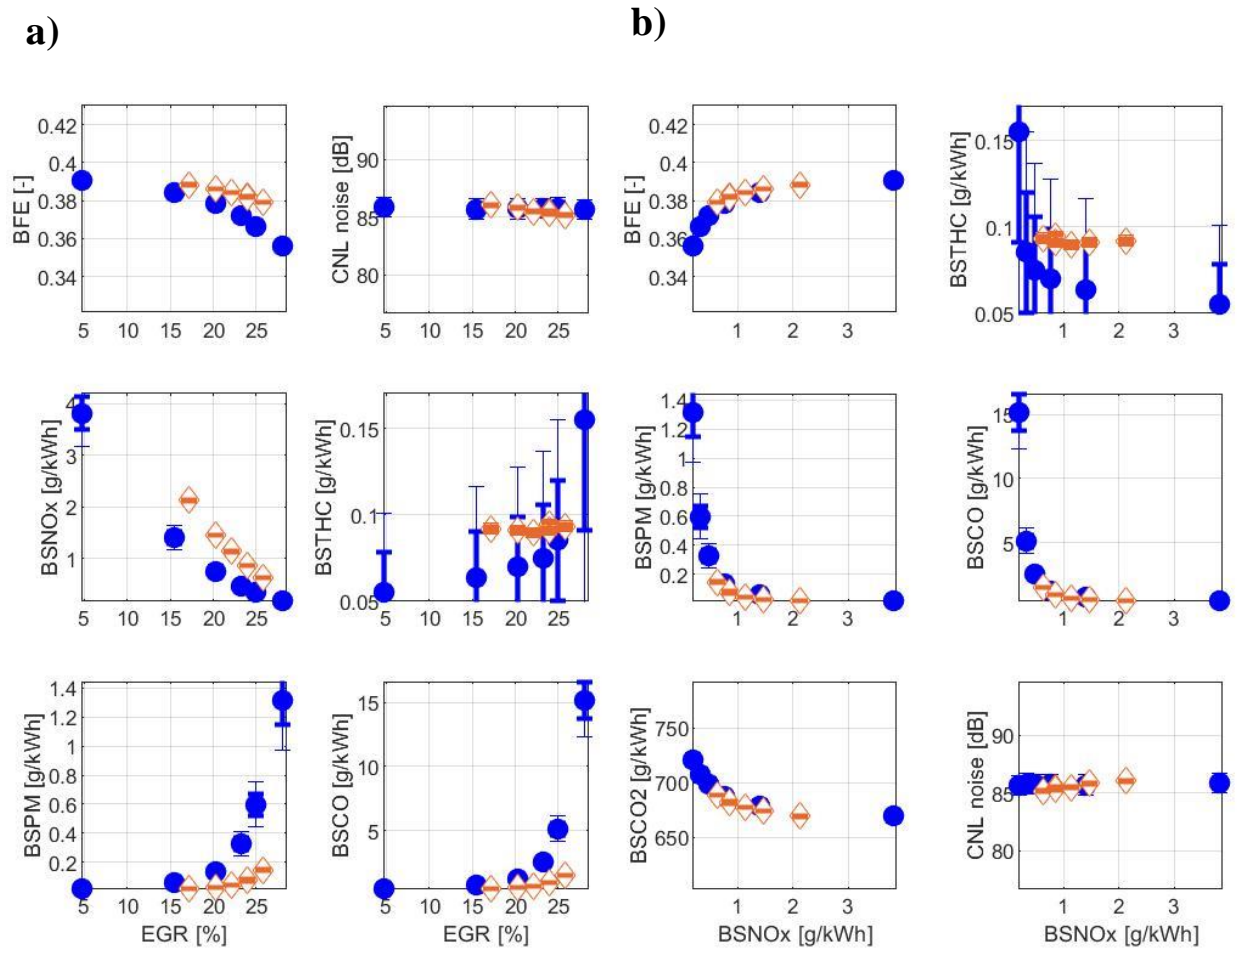 a)
b)
0.42
0.4
0.38
0.36
0.34
BFE [-]
5 10 15 20 25
90
85
80
CNL noise [dB]
5 10 15 20 25
0.42
0.4
0.38
0.36
0.34
BFE [-]
1 2 3
0.15
0.1
0.05
BSTHC [g/kWh]
1 2 3
4
3
2
1
BSNOx [g/kWh]
5 10 15 20 25
0.15
0.1
0.05
BSTHC [g/kWh]
5 10 15 20 25
1.4
1.2
1
0.8
0.6
0.4
0.2
BSPM [g/kWh]
1 2 3
15
10
5
BSCO [g/kWh]
1 2 3
1.4
1.2
1
0.8
0.6
0.4
0.2
BSPM [g/kWh]
5 10 15 20 25
EGR [%]
15
10
5
BSCO [g/kWh]
5 10 15 20 25
EGR [%]
750
700
650
BSCO2 [g/kWh]
1 2 3
BSNOx [g/kWh]
90
85
80
CNL noise [dB]
1 2 3
BSNOx [g/kWh]